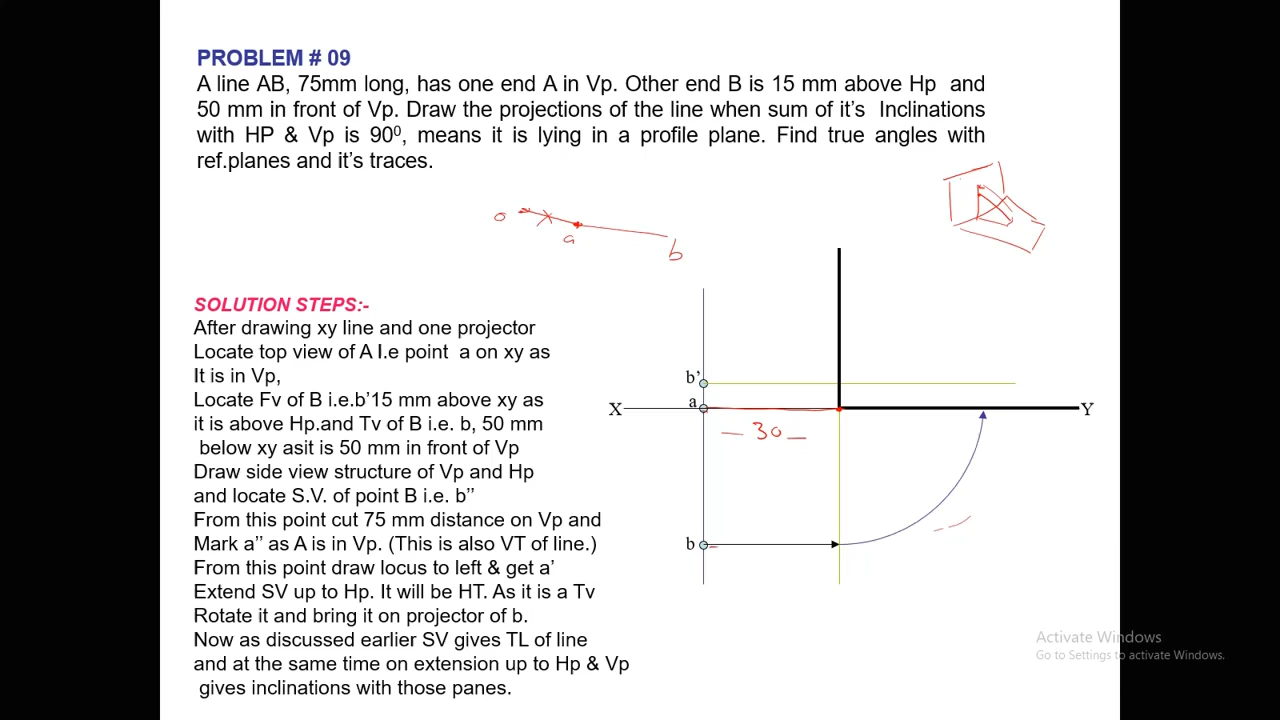 PROBLEM # 09
A line AB, 75mm long, has one end A in Vp. Other end B is 15 mm above Hp and
50 mm in front of Vp. Draw the projections of the line when sum of it's Inclinations
with HP & Vp is 90⁰, means it is lying in a profile plane. Find true angles with
ref.planes and it's traces.
a
a
b
SOLUTION STEPS:-
After drawing xy line and one projector
Locate top view of A I.e point a on xy as
It is in Vp,
Locate Fv of B i.e.b’15 mm above xy as
it is above Hp.and Tv of B i.e. b, 50 mm
below xy asit is 50 mm in front of Vp
Draw side view structure of Vp and Hp
and locate S.V. of point B i.e. b’’
From this point cut 75 mm distance on Vp and
Mark a’’ as A is in Vp. (This is also VT of line.)
From this point draw locus to left & get a’
Extend SV up to Hp. It will be HT. As it is a Tv
Rotate it and bring it on projector of b.
Now as discussed earlier SV gives TL of line
and at the same time on extension up to Hp & Vp
gives inclinations with those panes.
b’
X a Y
30
b
Activate Windows
Go to Settings to activate Windows.